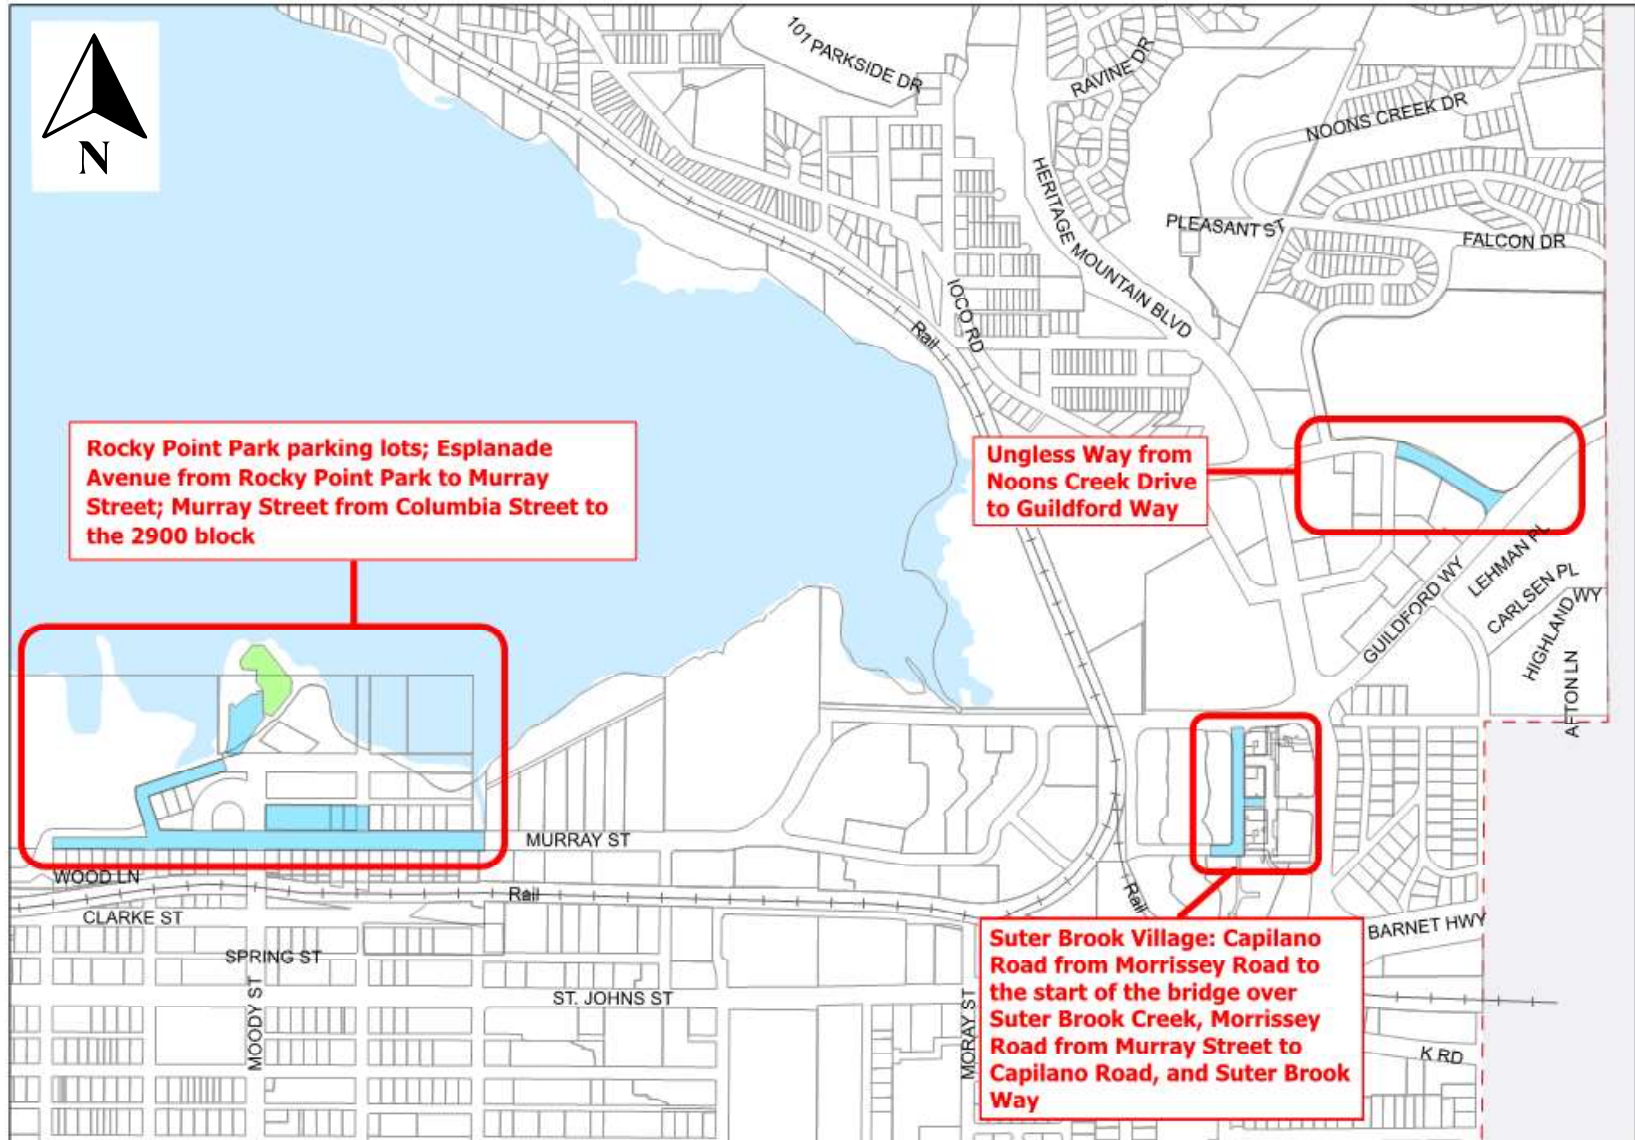 N
101 PARKSIDE DR
RAVINE DR
NOONS CREEK DR
HERITAGE MOUNTAIN BLVD
PLEASANT ST
FALCON DR
IOCO RD
Rail
Rocky Point Park parking lots; Esplanade
Avenue from Rocky Point Park to Murray
Street; Murray Street from Columbia Street to
the 2900 block
Ungless Way from
Noons Creek Drive
to Guildford Way
GUILDFORD WY
LEHMAN PL
CARLSEN PL
HIGHLAND WY
AFTON LN
MURRAY ST
WOOD LN
Rail
Rail
CLARKE ST
SPRING ST
MOODY ST
ST. JOHNS ST
MORAY ST
BARNET HWY
Suter Brook Village: Capilano
Road from Morrissey Road to
the start of the bridge over
Suter Brook Creek, Morrissey
Road from Murray Street to
Capilano Road, and Suter Brook
Way
K RD